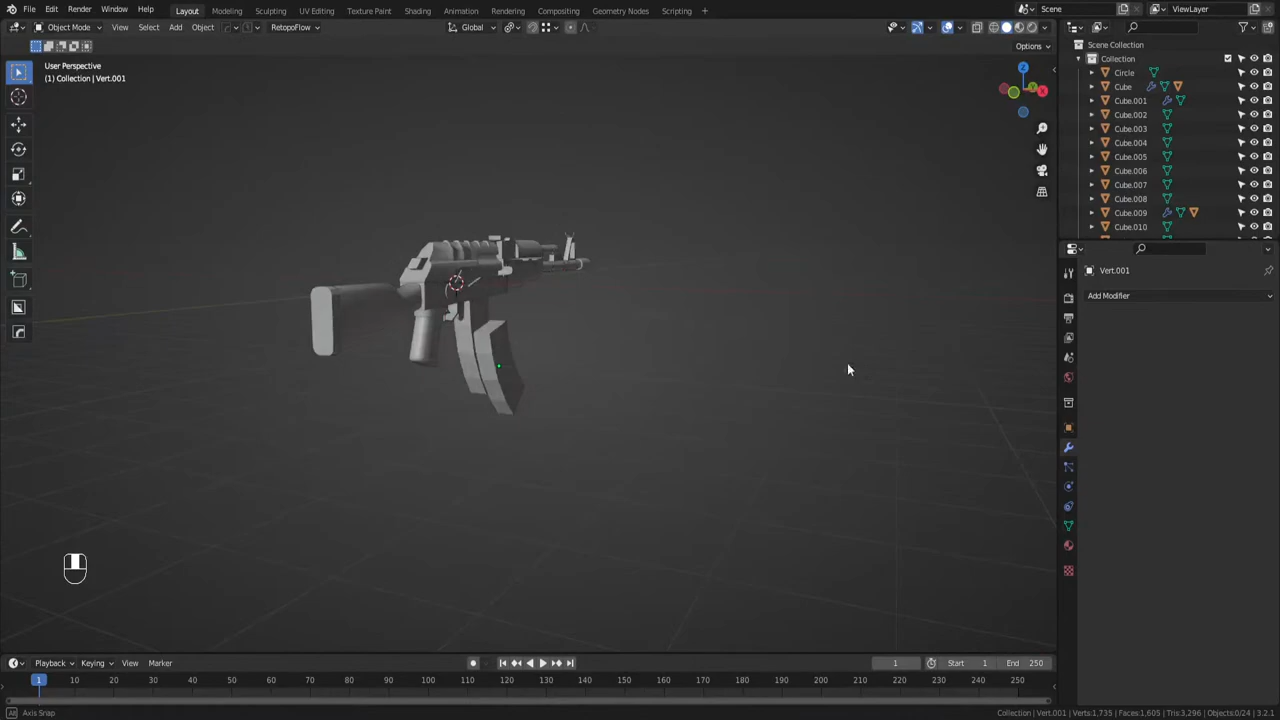 File Edit Render Window Help Layout Modeling Sculpting UV Editing Texture Paint Shading Animation Rendering Compositing Geometry Nodes Scripting + Scene ViewLayer
Object Mode View Select Add Object RetopoFlow Global
Options
User Perspective
(1) Collection | Vert.001
Z
X
Y
Scene Collection
Collection
Circle
Cube
Cube.001
Cube.002
Cube.003
Cube.004
Cube.005
Cube.006
Cube.007
Cube.008
Cube.009
Cube.010
Vert.001
Add Modifier
Playback Keying View Marker 1 Start 1 End 250
1 10 20 30 40 50 60 70 80 90 100 110 120 130 140 150 160 170 180 190 200 210 220 230 240 250
Axis Snap
Collection | Vert.001 | Verts:1,735 | Faces:1,605 | Tris:3,296 | Objects:0/24 | 3.2.1